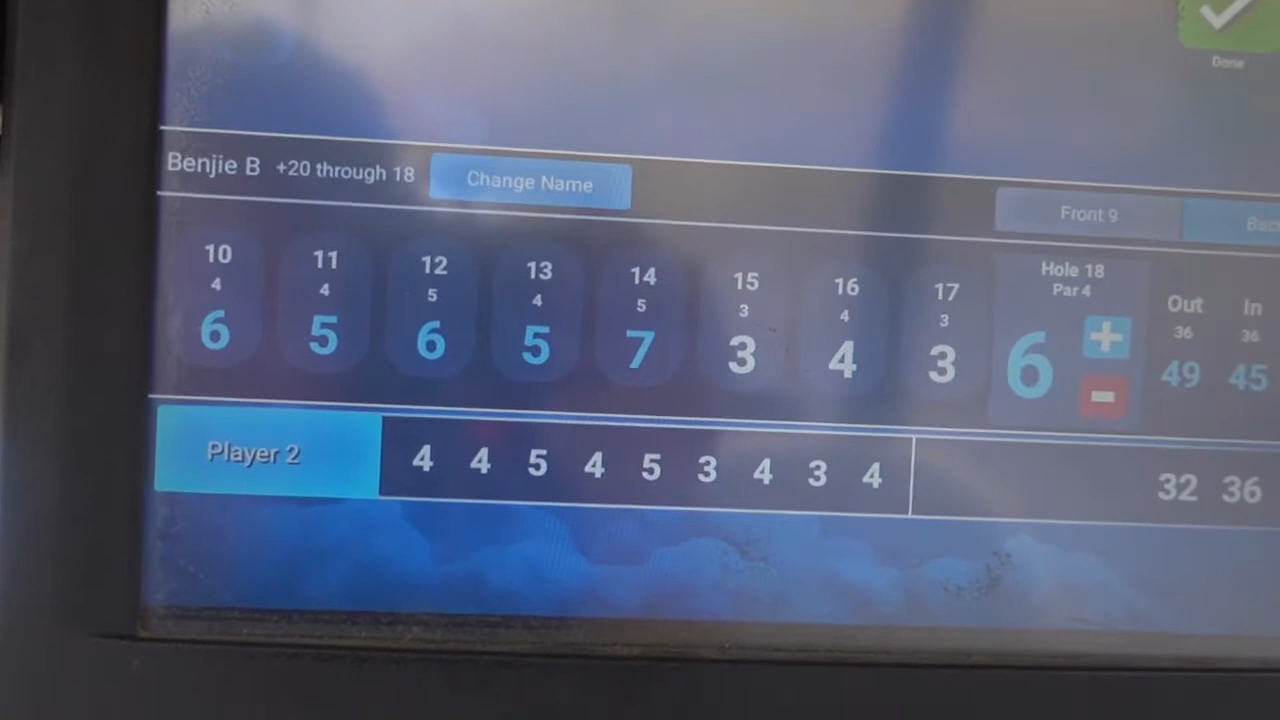 Done
Benjie B +20 through 18 Change Name
Front 9
10 11 12 13 14 15 16 17 Hole 18 Out In
4 4 5 4 5 3 4 3 Par 4 36 36
6 5 6 5 7 3 4 3 6 + - 49 45
Player 2 4 4 5 4 5 3 4 3 4 32 36